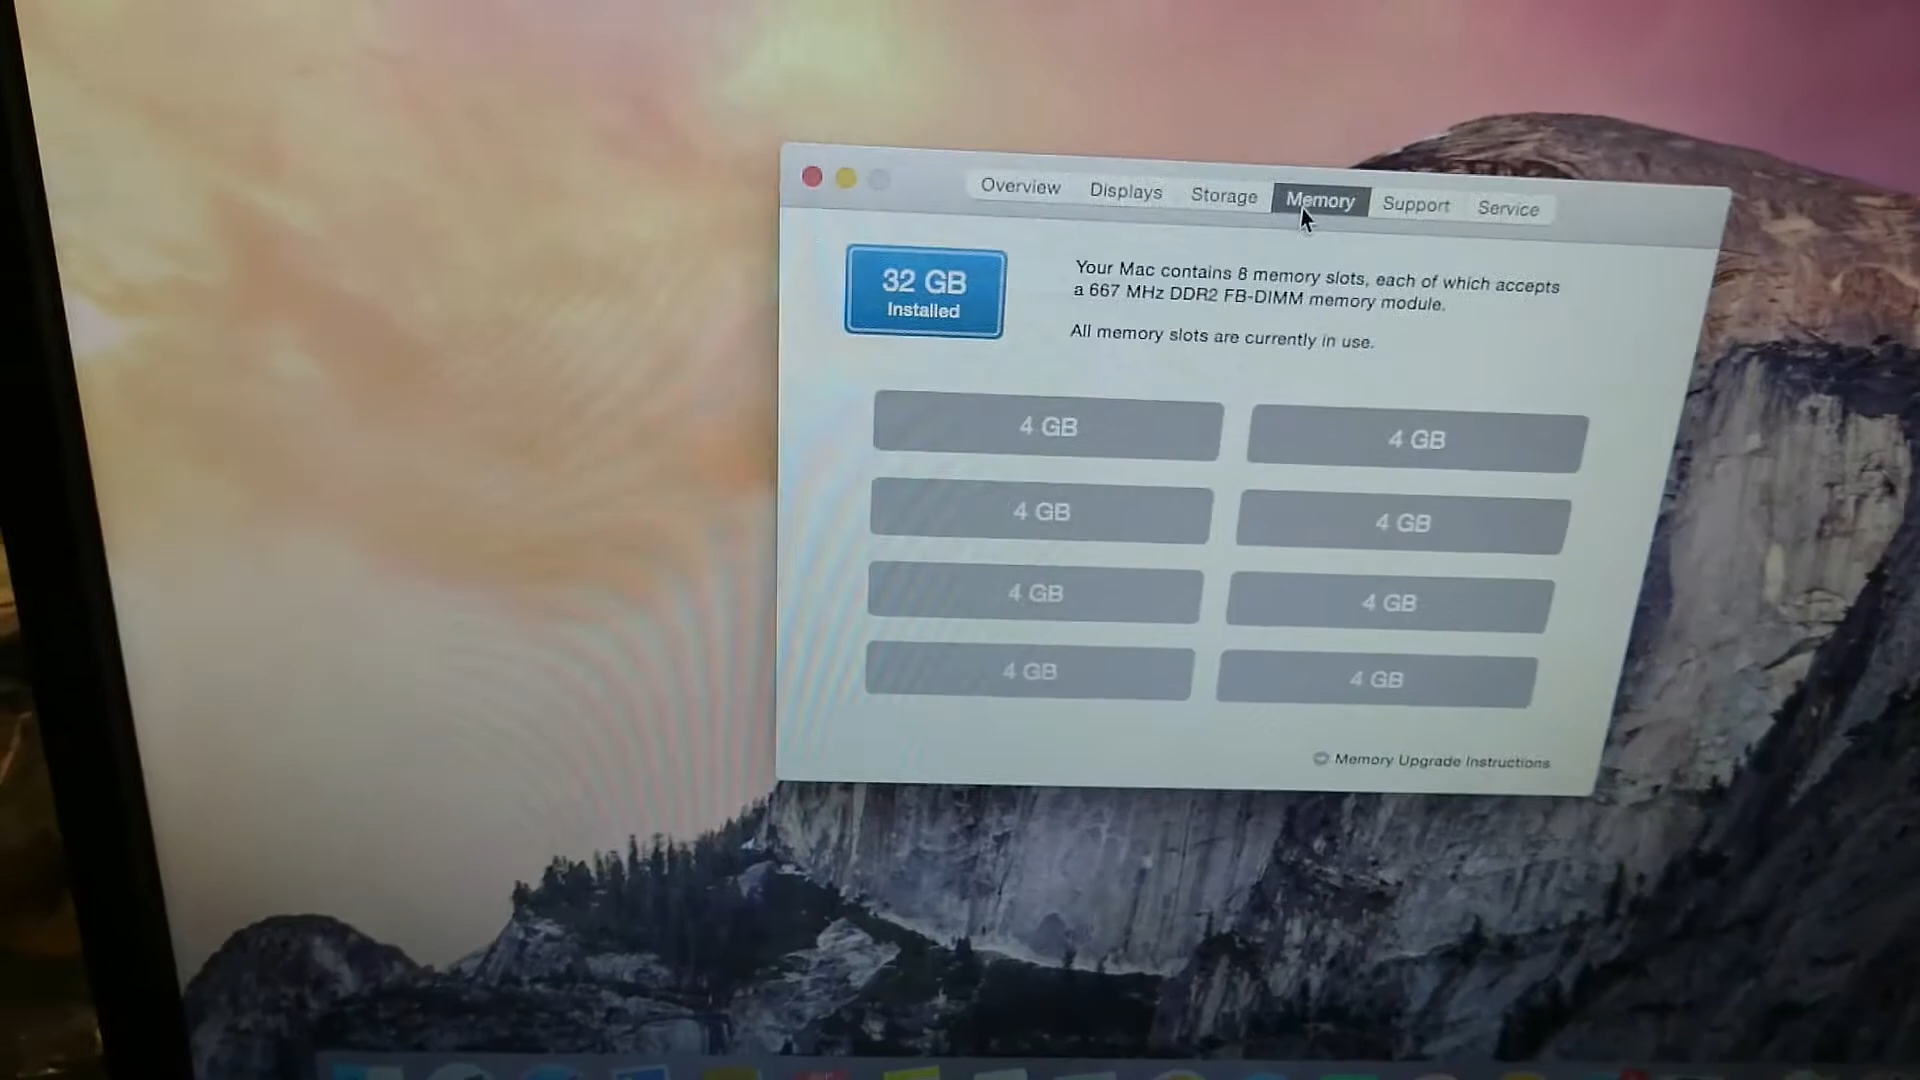 Overview Displays Storage Memory Support Service
32 GB
Installed
Your Mac contains 8 memory slots, each of which accepts
a 667 MHz DDR2 FB-DIMM memory module.
All memory slots are currently in use.
4 GB 4 GB
4 GB 4 GB
4 GB 4 GB
4 GB 4 GB
Memory Upgrade Instructions